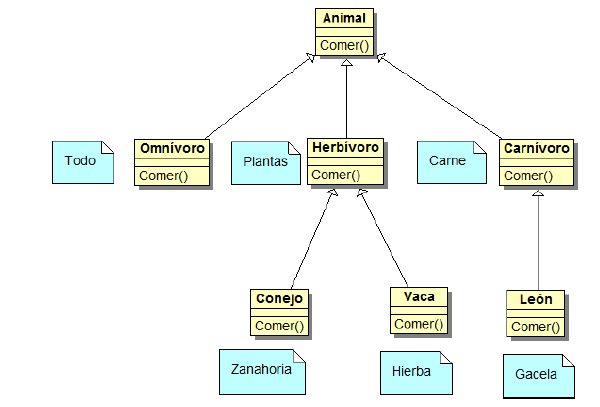 Animal
Comer()
Todo
Omnívoro
Comer()
Plantas
Herbívoro
Comer()
Carne
Carnívoro
Comer()
Conejo
Comer()
Vaca
Comer()
León
Comer()
Zanahoria
Hierba
Gacela